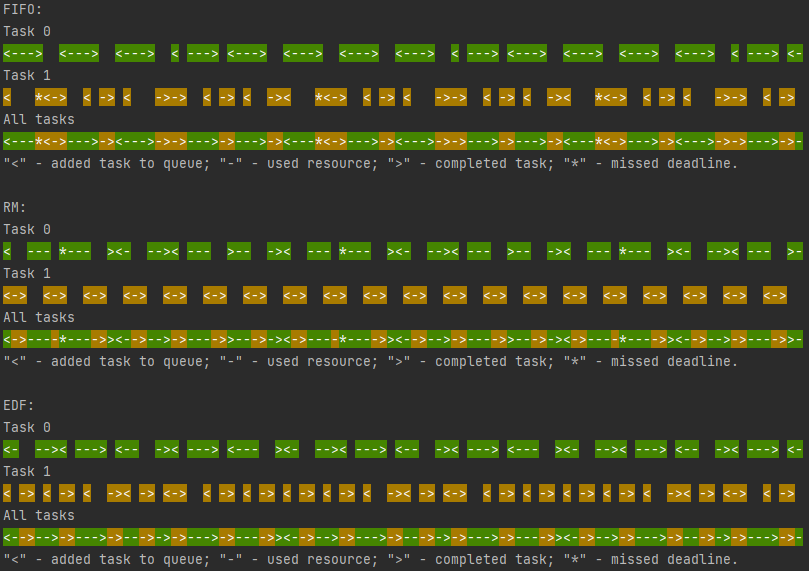 FIFO:
Task 0
<--->  <--->  <--->  < ---> <--->  <--->  <--->  <--->  < ---> <--->  <--->  <--->  <--->  < ---> <-
Task 1
<   *<->  < -> <   ->->  < -> <  -><   *<->  < -> <   ->->  < -> <  -><   *<->  < -> <   ->->  < ->
All tasks
<---*<->--->-><--->->->--->->--->-><---*<->--->-><--->->->--->->--->-><---*<->--->-><--->->->--->->-
"<" - added task to queue; "-" - used resource; ">" - completed task; "*" - missed deadline.
RM:
Task 0
<  --- *---  ><-  --><  ---  >--  -><  --- *---  ><-  --><  ---  >--  -><  --- *---  ><-  --><  ---  >-
Task 1
<->  <->  <->  <->  <->  <->  <->  <->  <->  <->  <->  <->  <->  <->  <->  <->  <->  <->  <->  <->
All tasks
<->----*---->><-->-->->---->>---->-><->----*---->><-->-->->---->>---->-><->----*---->><-->-->->---->>-
"<" - added task to queue; "-" - used resource; ">" - completed task; "*" - missed deadline.
EDF:
Task 0
<-  -->< ---> <--  -><  ---> <---  ><-  --><  ---> <--  -><  ---> <---  ><-  --><  ---> <--  -><  ---> <-
Task 1
< -> < -> <  -><  -> <->  < -> <  -> <  -> <  -> <  -><  -> <->  < -> <  -> <  -> <  -> <  -><  -> <->  < ->
All tasks
<-->-->->--->->--->->->--->->----><-->-->->--->->--->->->--->->----><-->-->->--->->--->->->--->->-
"<" - added task to queue; "-" - used resource; ">" - completed task; "*" - missed deadline.